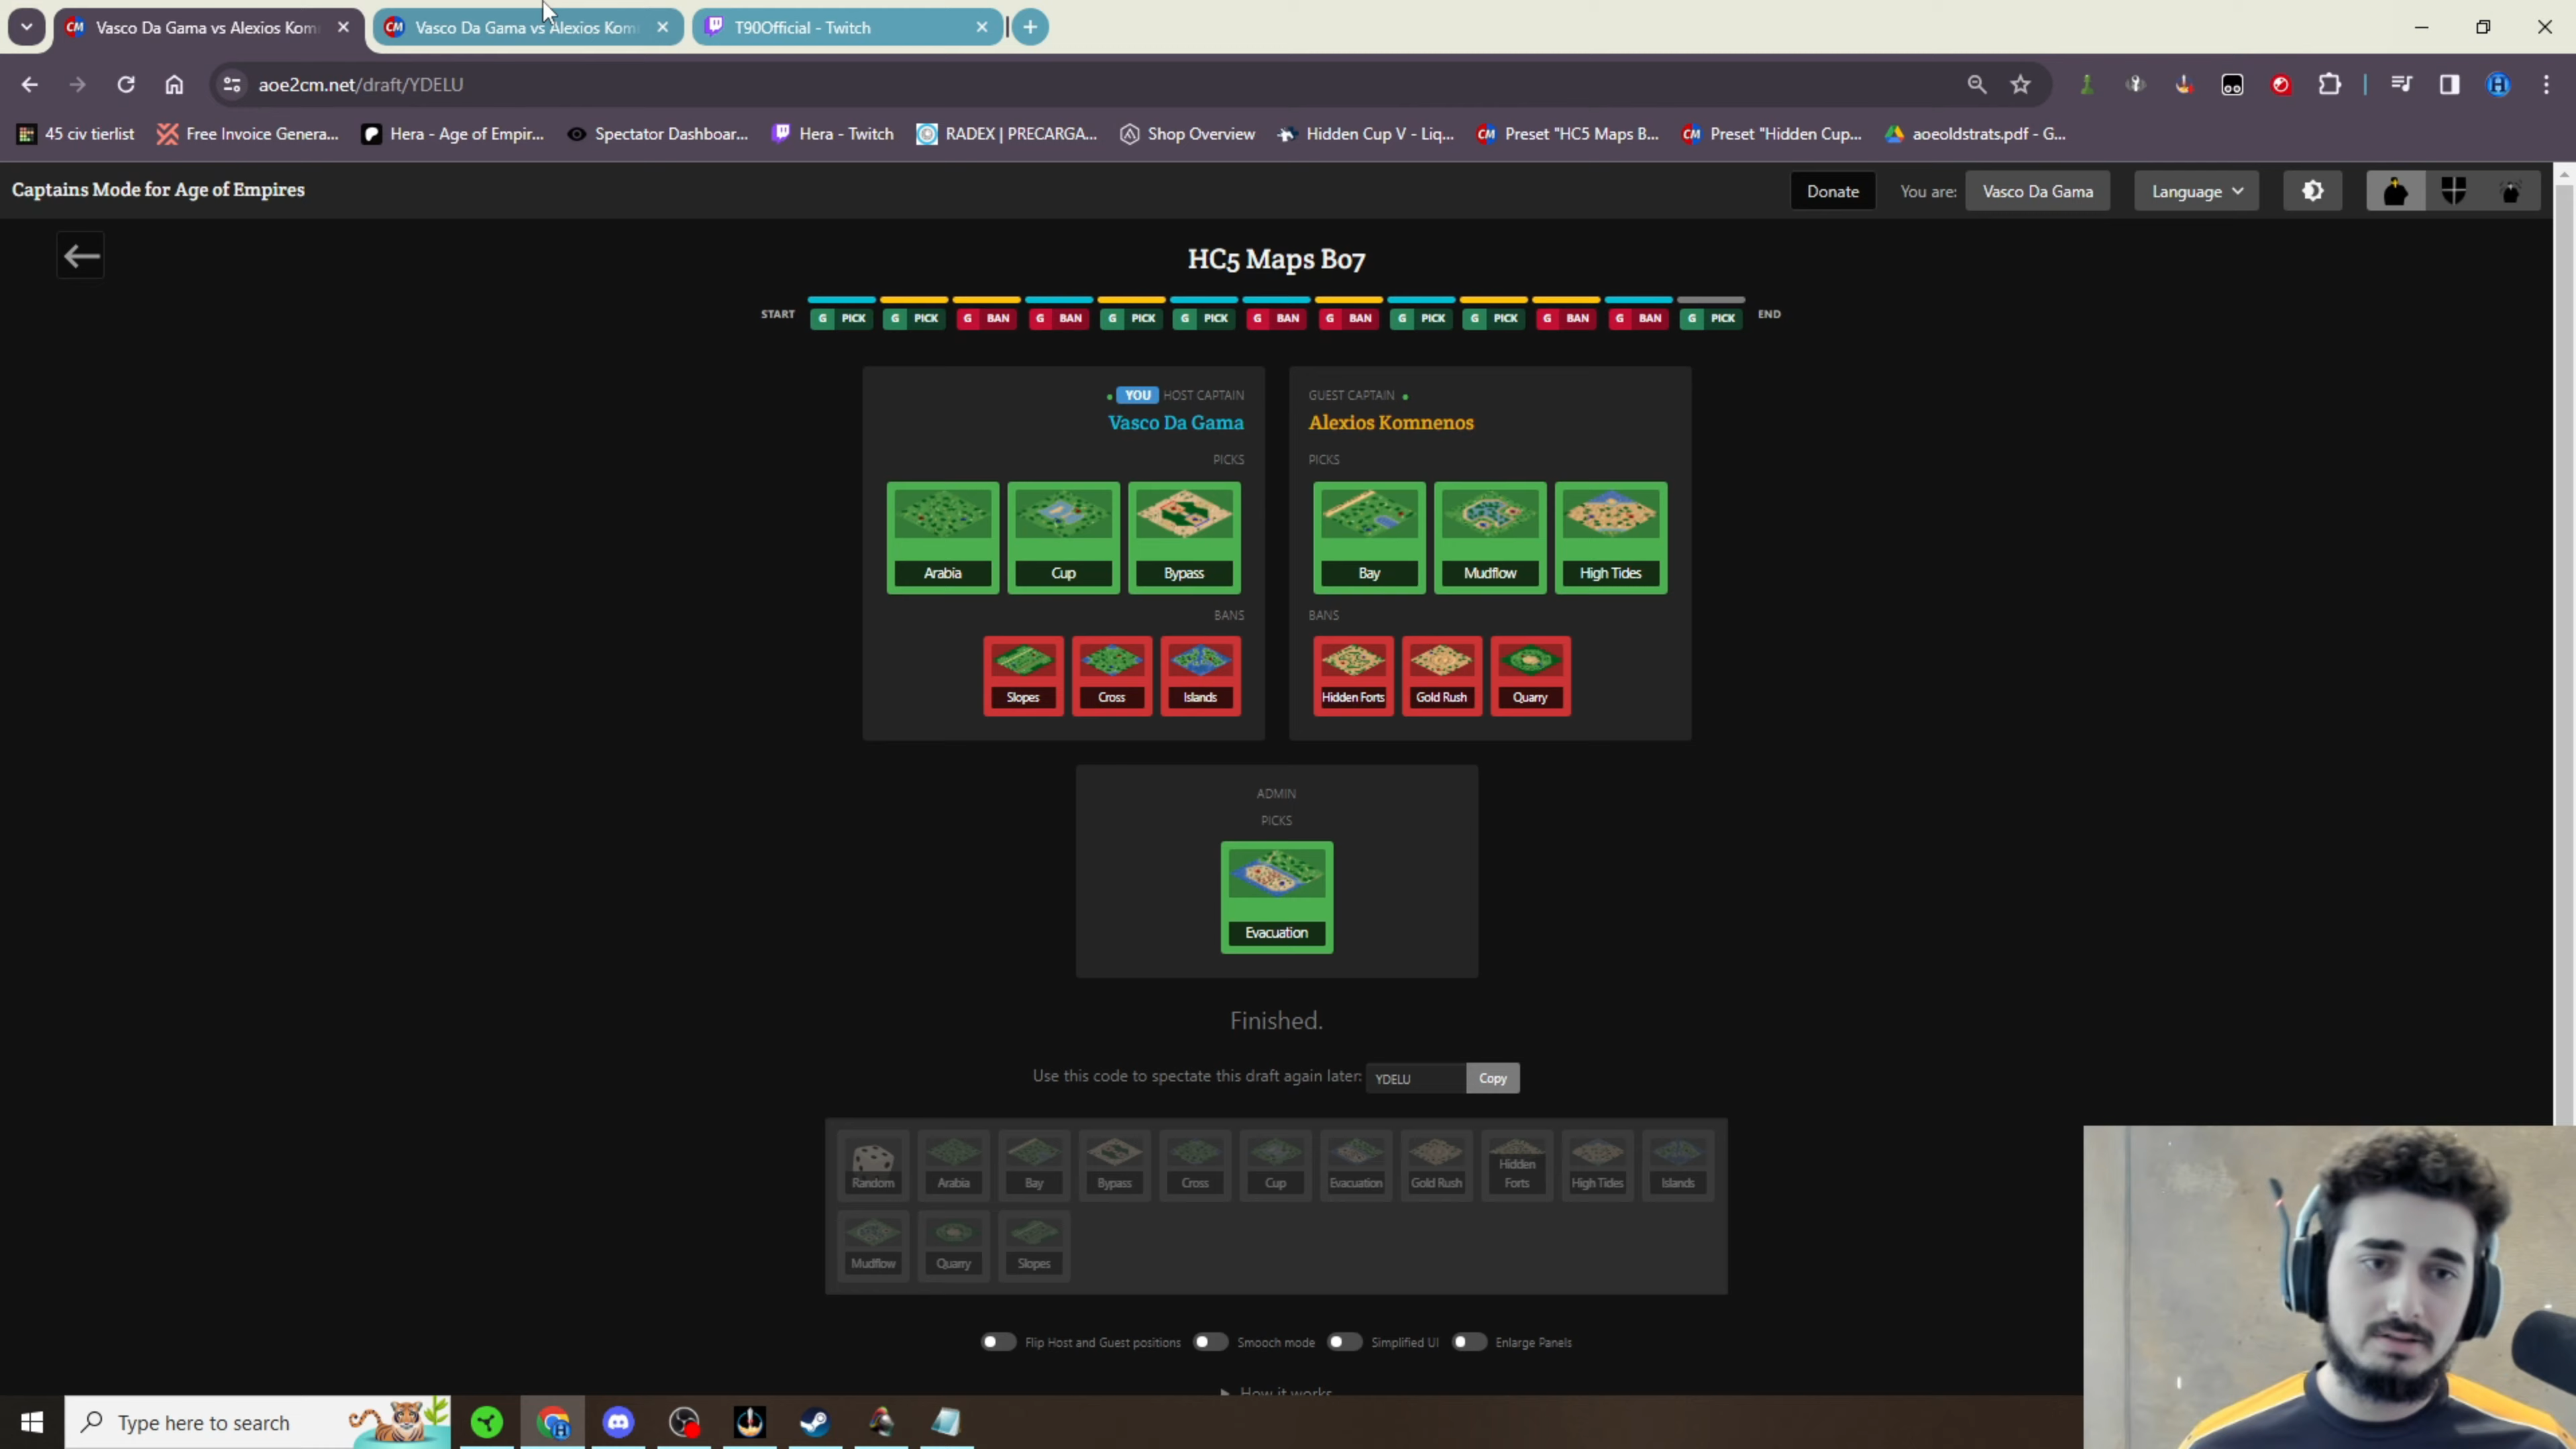 Vasco Da Gama vs Alexios Kom
Vasco Da Gama vs Alexios Kom
T90Official - Twitch
aoe2cm.net/draft/YDELU
45 civ tierlist
Free Invoice Genera...
Hera - Age of Empir...
Spectator Dashboar...
Hera - Twitch
RADEX | PRECARGA...
Shop Overview
Hidden Cup V - Liq...
Preset "HC5 Maps B...
Preset "Hidden Cup...
aoeoldstrats.pdf - G...
Captains Mode for Age of Empires
Donate
You are:
Vasco Da Gama
Language
HC5 Maps Bo7
START
G PICK
G PICK
G BAN
G BAN
G PICK
G PICK
G BAN
G BAN
G PICK
G PICK
G BAN
G BAN
G PICK
END
YOU HOST CAPTAIN
Vasco Da Gama
PICKS
Arabia
Cup
Bypass
BANS
Slopes
Cross
Islands
GUEST CAPTAIN
Alexios Komnenos
PICKS
Bay
Mudflow
High Tides
BANS
Hidden Forts
Gold Rush
Quarry
ADMIN
PICKS
Evacuation
Finished.
Use this code to spectate this draft again later:
YDELU
Copy
Random
Arabia
Bay
Bypass
Cross
Cup
Evacuation
Gold Rush
Hidden
Forts
High Tides
Islands
Mudflow
Quarry
Slopes
Flip Host and Guest positions
Smooch mode
Simplified UI
Enlarge Panels
How it works
Type here to search